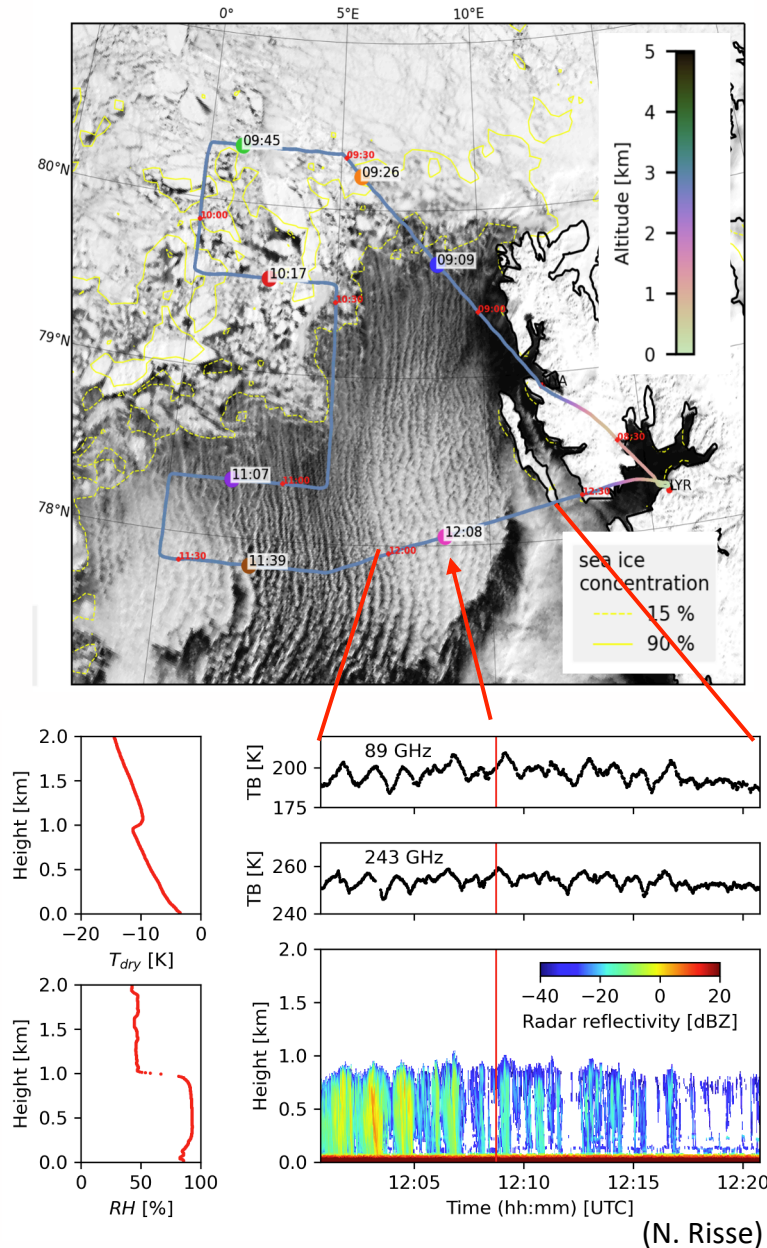 0° 5°E 10°E
80°N
79°N
78°N
09:45
09:30
09:26
10:00
10:17
09:09
10:30
09:00
08:30
LYR
11:07
12:30
12:08
12:00
11:30
11:39
5
4
3
2
1
0
Altitude [km]
sea ice
concentration
15 %
90 %
2.0
1.5
1.0
0.5
0.0
Height [km]
−20 −10 0
T_dry [K]
89 GHz
200
175
TB [K]
243 GHz
260
240
TB [K]
2.0
1.5
1.0
0.5
0.0
Height [km]
0 50 100
RH [%]
2.0
1.5
1.0
0.5
0.0
Height [km]
−40 −20 0 20
Radar reflectivity [dBZ]
12:05 12:10 12:15 12:20
Time (hh:mm) [UTC]
(N. Risse)